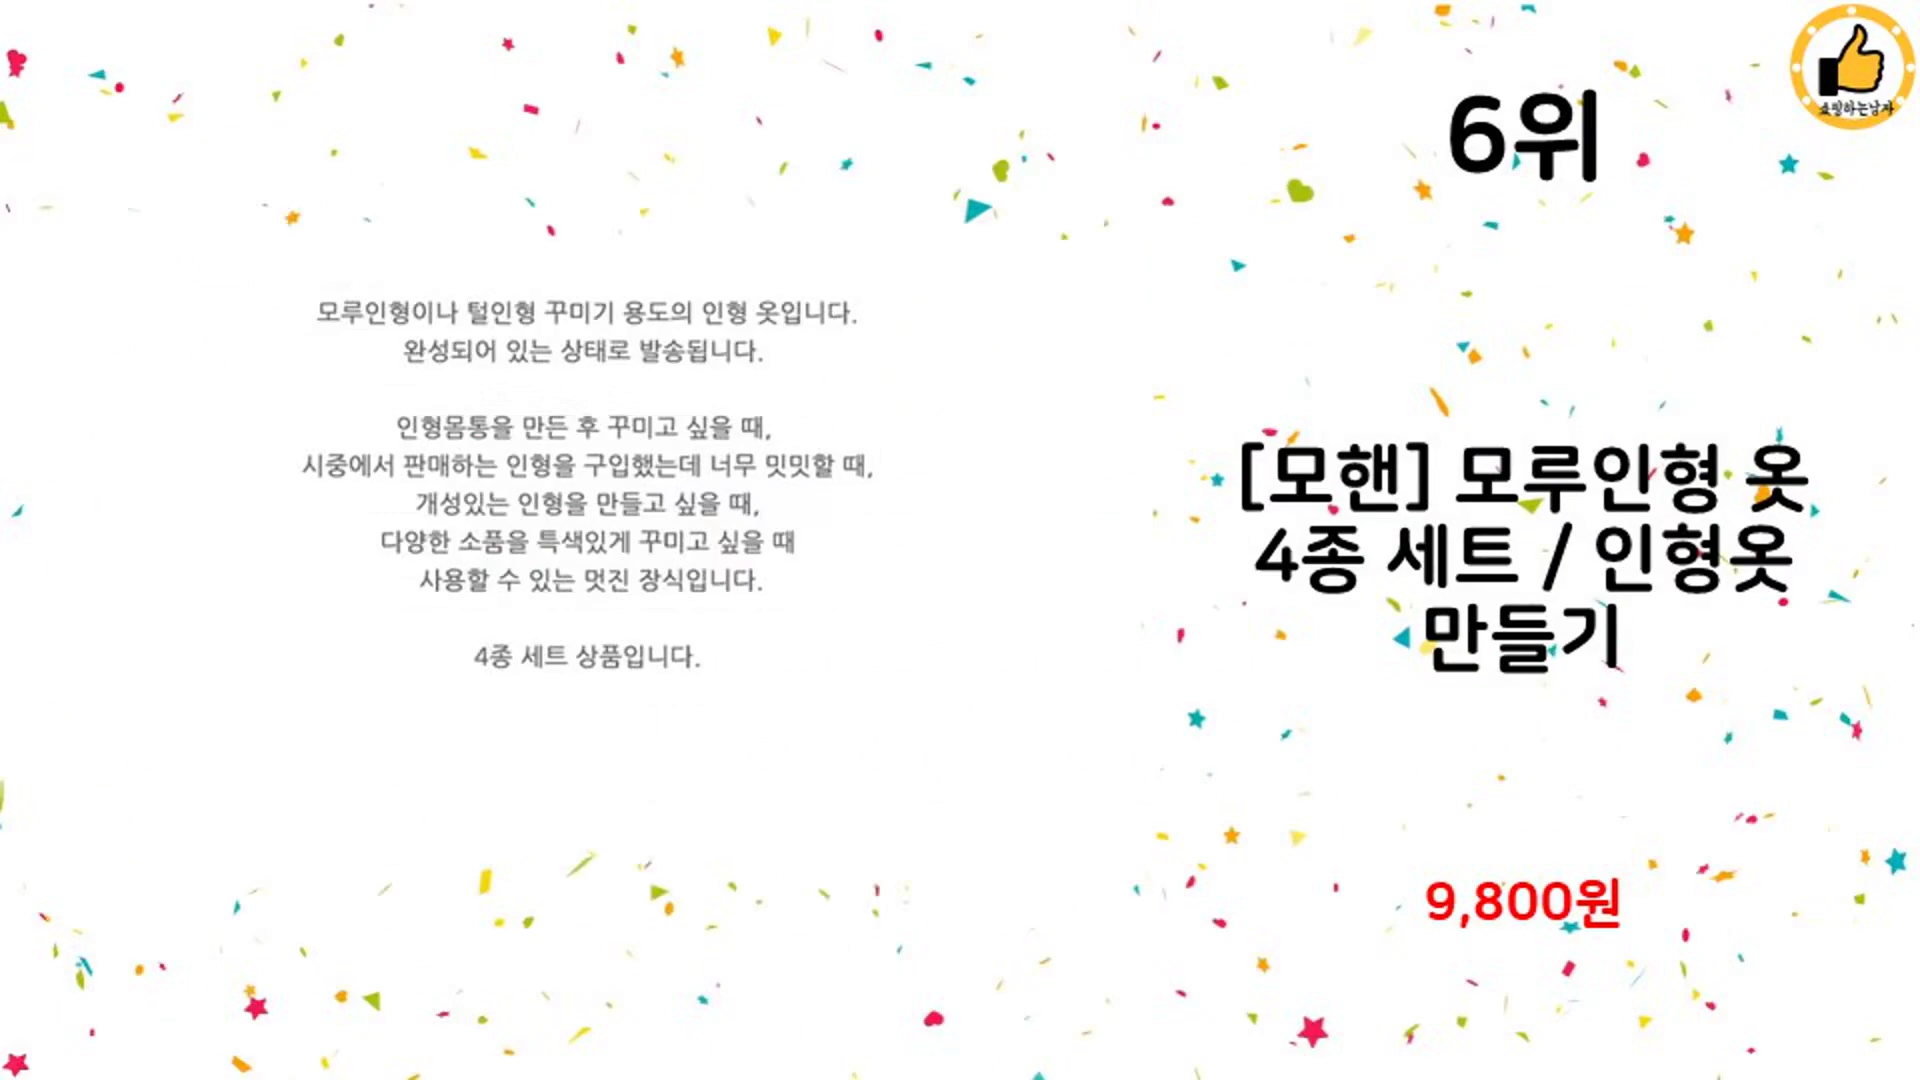 모루인형이나 털인형 꾸미기 용도의 인형 옷입니다.
완성되어 있는 상태로 발송됩니다.
인형몸통을 만든 후 꾸미고 싶을 때,
시중에서 판매하는 인형을 구입했는데 너무 밋밋할 때,
개성있는 인형을 만들고 싶을 때,
다양한 소품을 특색있게 꾸미고 싶을 때
사용할 수 있는 멋진 장식입니다.
4종 세트 상품입니다.
6위
[모핸] 모루인형 옷
4종 세트 / 인형옷
만들기
9,800원
쇼핑하는남자